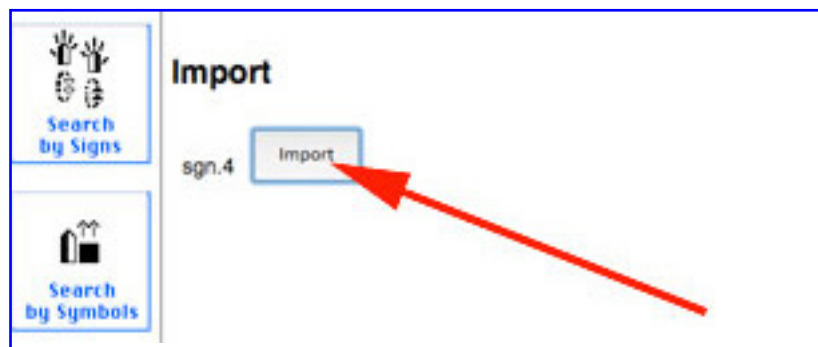 Search
by Signs
Import
sgn.4 Import
Search
by Symbols